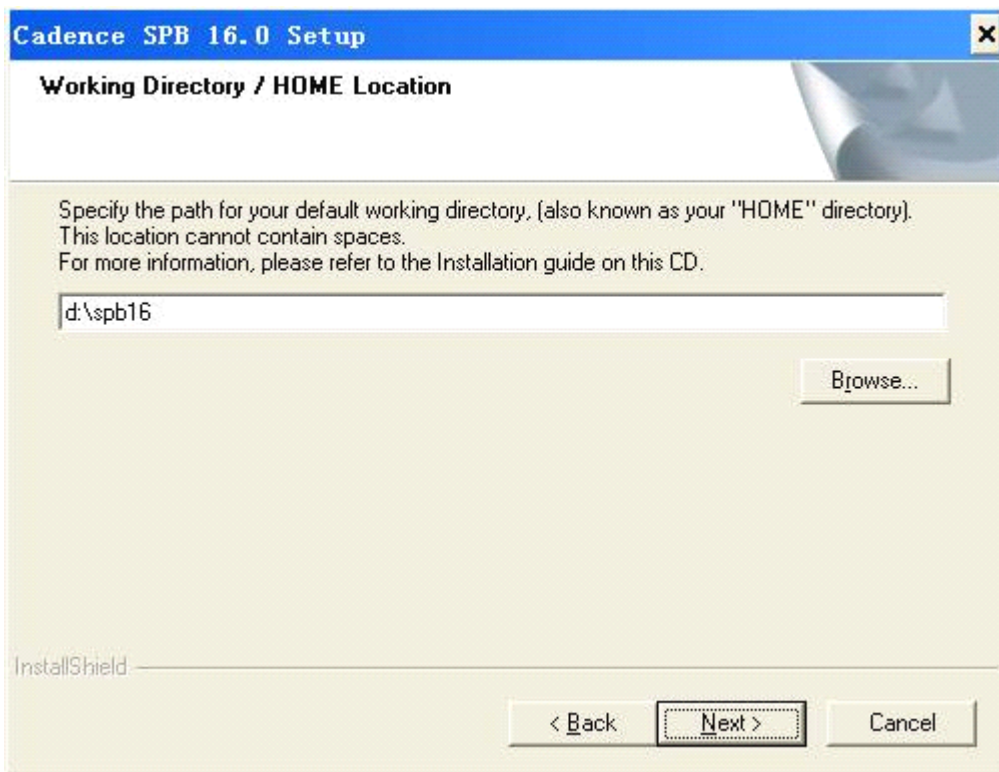 Cadence SPB 16.0 Setup
Working Directory / HOME Location
Specify the path for your default working directory, (also known as your "HOME" directory).
This location cannot contain spaces.
For more information, please refer to the Installation guide on this CD.
d:\spb16
Browse...
InstallShield
< Back
Next >
Cancel